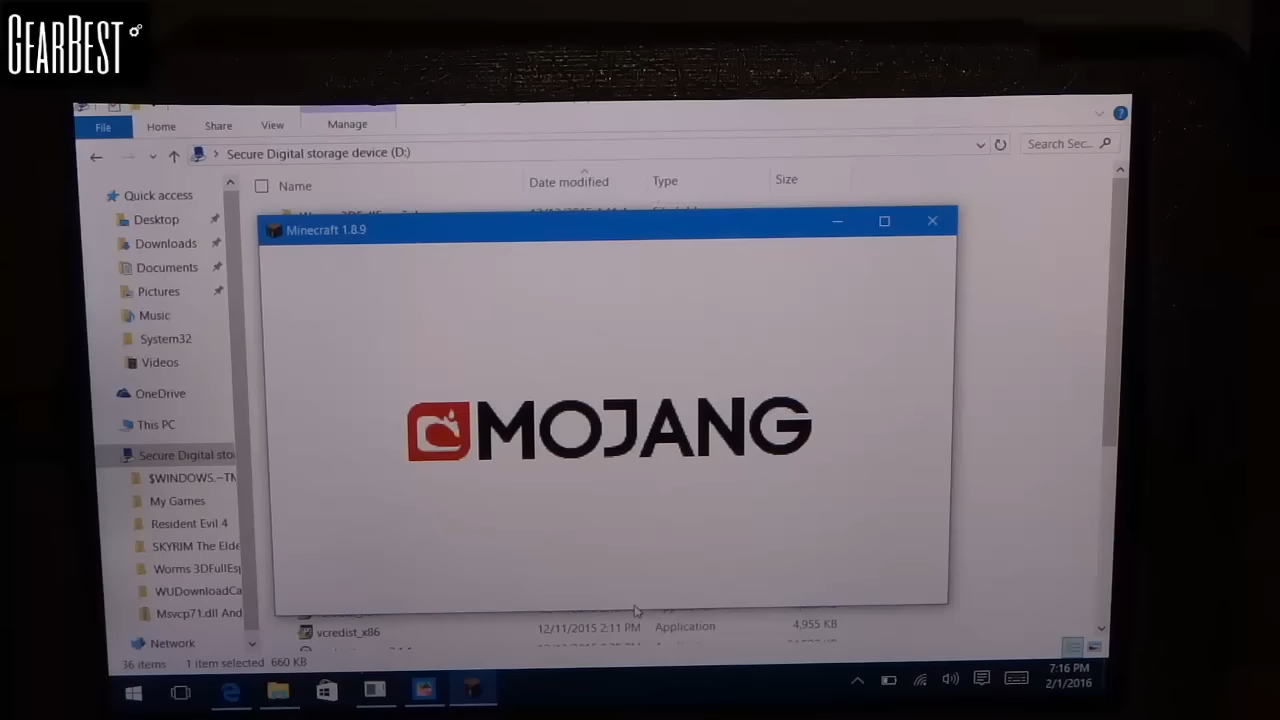 GEARBEST
File Home Share View Manage
Secure Digital storage device (D:)
Search Sec...
Name Date modified Type Size
Quick access
Desktop
Downloads
Documents
Pictures
Music
System32
Videos
OneDrive
This PC
Secure Digital sto
$WINDOWS.~TM
My Games
Resident Evil 4
SKYRIM The Elde
Worms 3DFullEs
WUDownloadCa
Msvcp71.dll And
Network
Minecraft 1.8.9
MOJANG
12/11/2015 2:11 PM Application 4,955 KB
vcredist_x86
36 items 1 item selected 660 KB
7:16 PM
2/1/2016